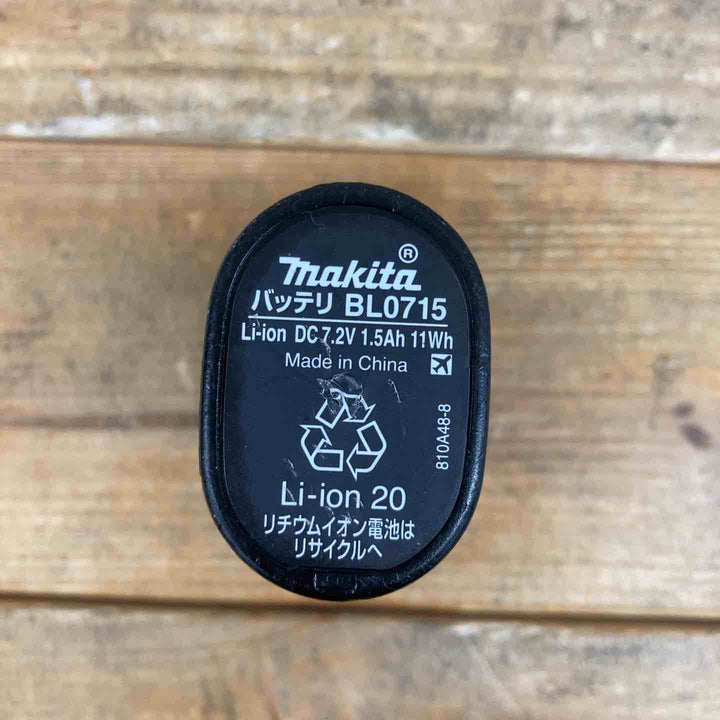 makita®
バッテリ BL0715
Li-ion DC 7.2V 1.5Ah 11Wh
Made in China
810A48-8
Li-ion 20
リチウムイオン電池は
リサイクルへ